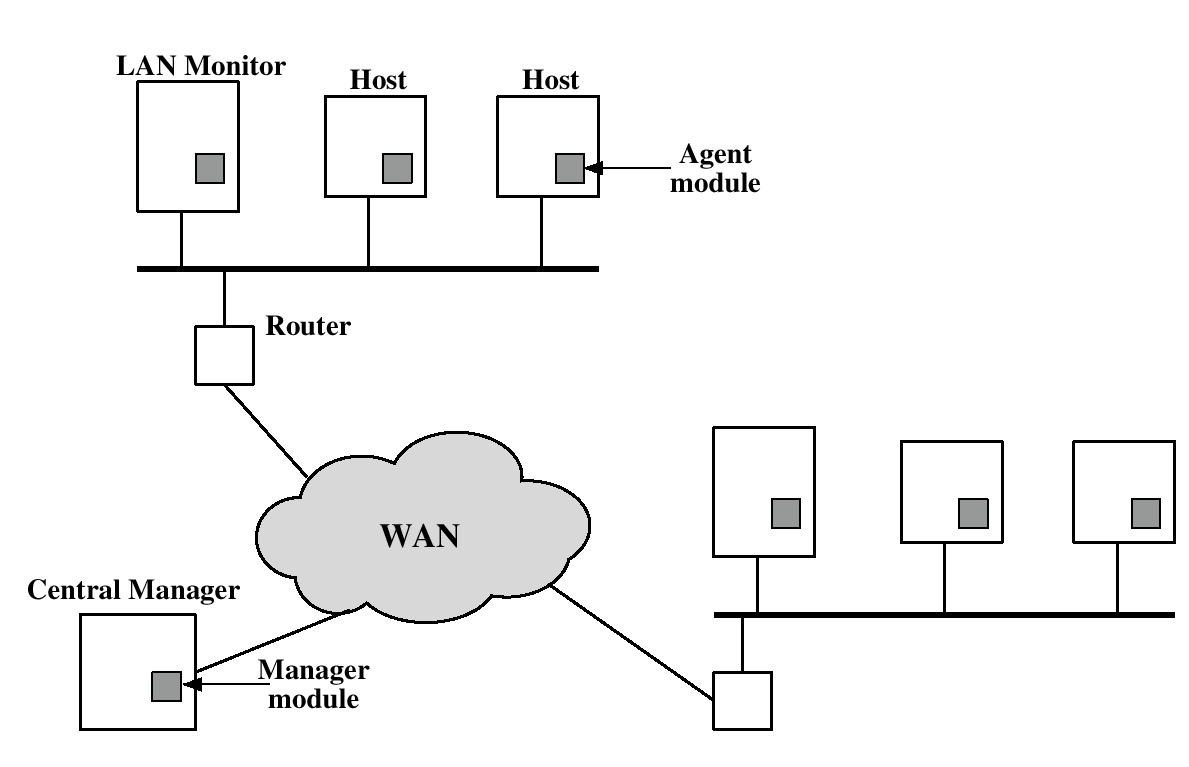 LAN Monitor
Host
Host
Agent
module
Router
WAN
Central Manager
Manager
module